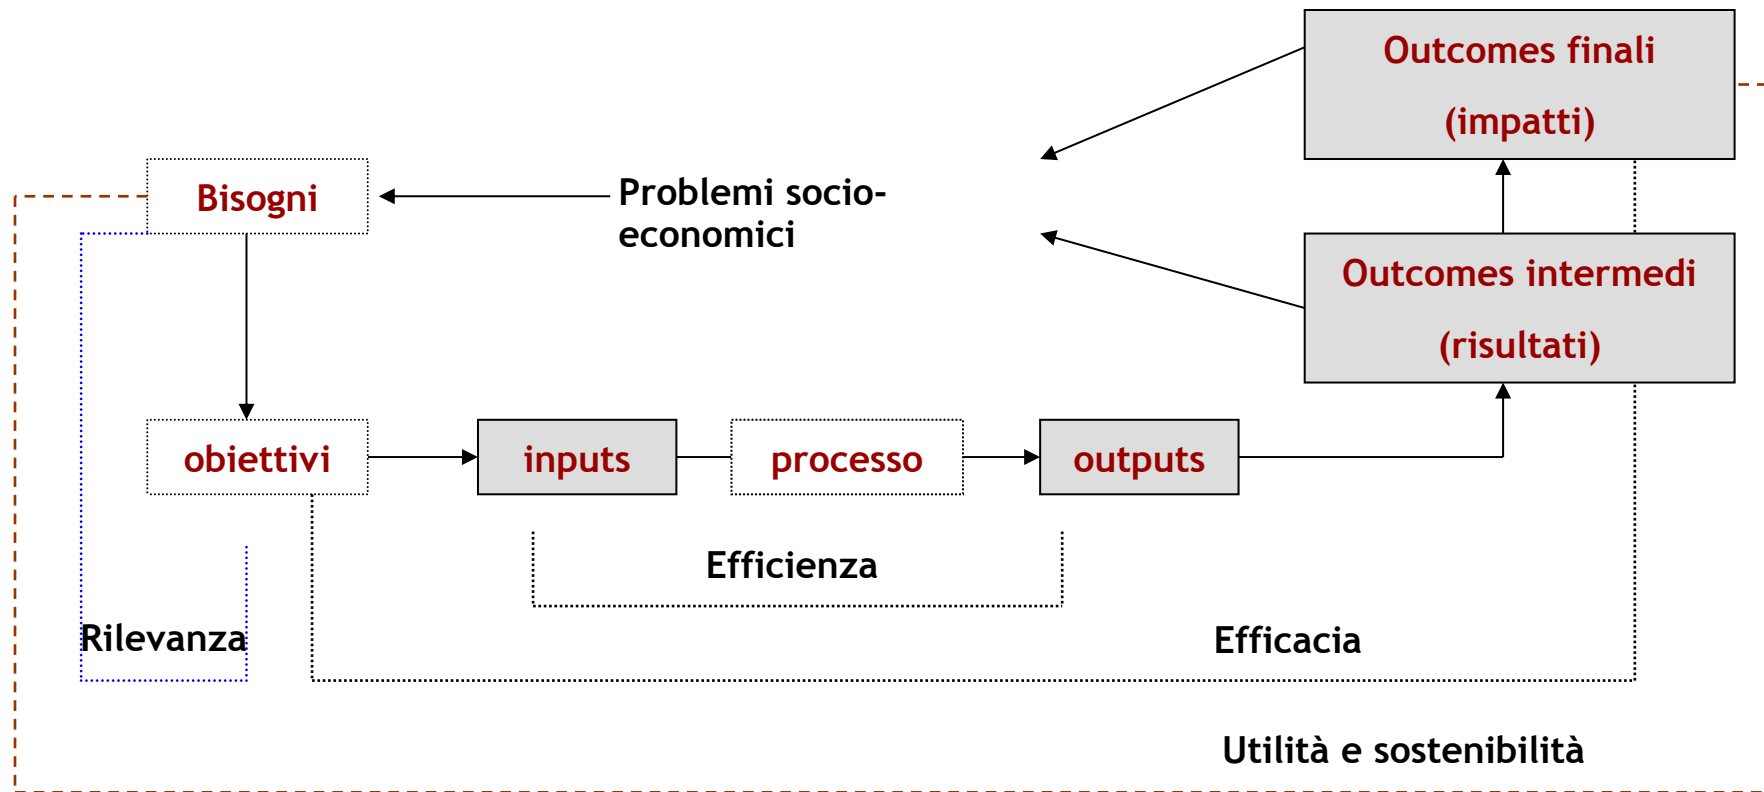 Outcomes finali
(impatti)
Bisogni
Problemi socio-
economici
Outcomes intermedi
(risultati)
obiettivi
inputs
processo
outputs
Efficienza
Rilevanza
Efficacia
Utilità e sostenibilità